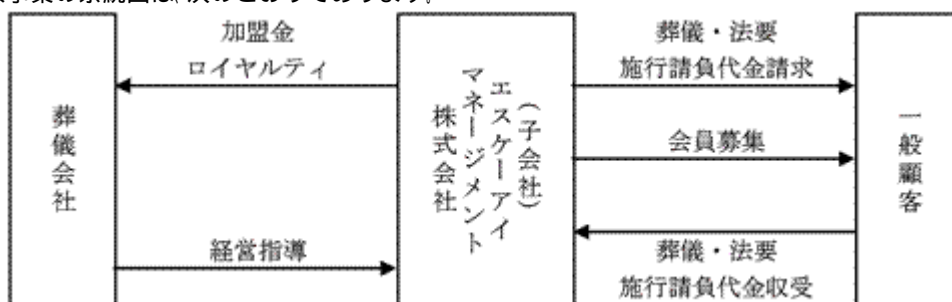 事業の系統図は、次のとおりであります。
葬儀会社
加盟金
ロイヤルティ
経営指導
(子会社)
エスケーアイ
マネージメント
株式会社
葬儀・法要
施行請負代金請求
会員募集
葬儀・法要
施行請負代金収受
一般顧客